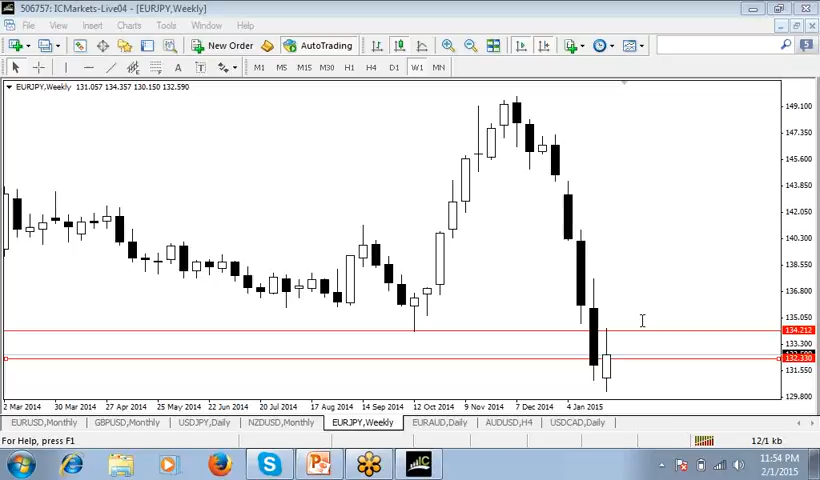 506757: ICMarkets-Live04 - [EURJPY,Weekly]
File View Insert Charts Tools Window Help
New Order AutoTrading
5
A T M1 M5 M15 M30 H1 H4 D1 W1 MN
EURJPY,Weekly 131.057 134.357 130.150 132.590
149.100
147.350
145.600
143.850
142.050
140.300
138.550
136.800
135.050
134.212
133.300
132.330
131.550
129.800
2 Mar 2014 30 Mar 2014 27 Apr 2014 25 May 2014 22 Jun 2014 20 Jul 2014 17 Aug 2014 14 Sep 2014 12 Oct 2014 9 Nov 2014 7 Dec 2014 4 Jan 2015
EURUSD,Monthly GBPUSD,Monthly USDJPY,Daily NZDUSD,Monthly EURJPY,Weekly EURAUD,Daily AUDUSD,H4 USDCAD,Daily
For Help, press F1 12/1 kb
11:54 PM
2/1/2015